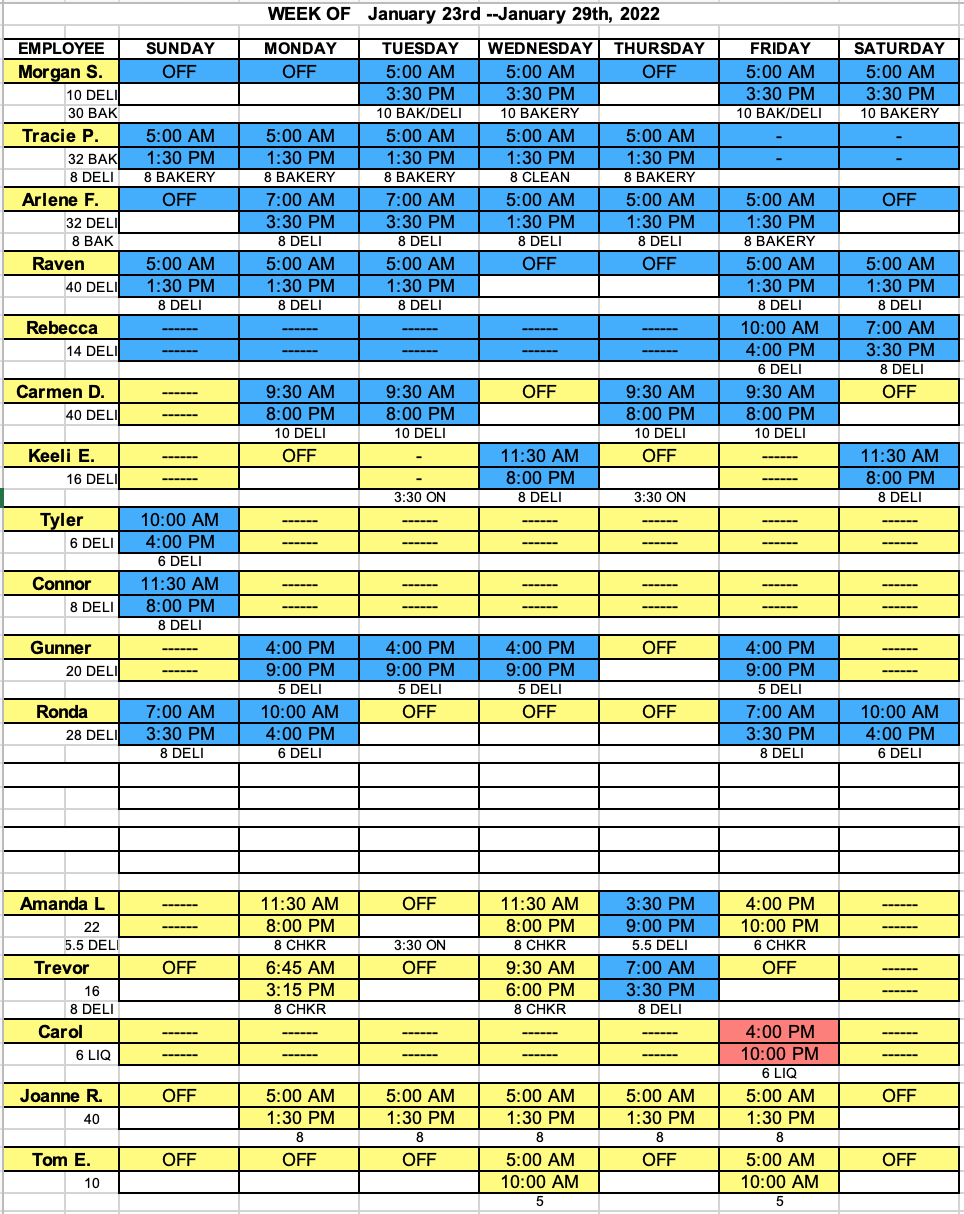 WEEK OF January 23rd --January 29th, 2022
EMPLOYEE SUNDAY MONDAY TUESDAY WEDNESDAY THURSDAY FRIDAY SATURDAY
Morgan S. OFF OFF 5:00 AM 5:00 AM OFF 5:00 AM 5:00 AM
10 DELI 3:30 PM 3:30 PM 3:30 PM 3:30 PM
30 BAK 10 BAK/DELI 10 BAKERY 10 BAK/DELI 10 BAKERY
Tracie P. 5:00 AM 5:00 AM 5:00 AM 5:00 AM 5:00 AM - -
32 BAK 1:30 PM 1:30 PM 1:30 PM 1:30 PM 1:30 PM - -
8 DELI 8 BAKERY 8 BAKERY 8 BAKERY 8 CLEAN 8 BAKERY
Arlene F. OFF 7:00 AM 7:00 AM 5:00 AM 5:00 AM 5:00 AM OFF
32 DELI 3:30 PM 3:30 PM 1:30 PM 1:30 PM 1:30 PM
8 BAK 8 DELI 8 DELI 8 DELI 8 DELI 8 BAKERY
Raven 5:00 AM 5:00 AM 5:00 AM OFF OFF 5:00 AM 5:00 AM
40 DELI 1:30 PM 1:30 PM 1:30 PM 1:30 PM 1:30 PM
8 DELI 8 DELI 8 DELI 8 DELI 8 DELI
Rebecca ------ ------ ------ ------ ------ 10:00 AM 7:00 AM
14 DELI ------ ------ ------ ------ ------ 4:00 PM 3:30 PM
6 DELI 8 DELI
Carmen D. ------ 9:30 AM 9:30 AM OFF 9:30 AM 9:30 AM OFF
40 DELI ------ 8:00 PM 8:00 PM 8:00 PM 8:00 PM
10 DELI 10 DELI 10 DELI 10 DELI
Keeli E. ------ OFF - 11:30 AM OFF ------ 11:30 AM
16 DELI ------ - 8:00 PM ------ 8:00 PM
3:30 ON 8 DELI 3:30 ON 8 DELI
Tyler 10:00 AM ------ ------ ------ ------ ------ ------
6 DELI 4:00 PM ------ ------ ------ ------ ------ ------
6 DELI
Connor 11:30 AM ------ ------ ------ ------ ------ ------
8 DELI 8:00 PM ------ ------ ------ ------ ------ ------
8 DELI
Gunner ------ 4:00 PM 4:00 PM 4:00 PM OFF 4:00 PM ------
20 DELI ------ 9:00 PM 9:00 PM 9:00 PM 9:00 PM ------
5 DELI 5 DELI 5 DELI 5 DELI
Ronda 7:00 AM 10:00 AM OFF OFF OFF 7:00 AM 10:00 AM
28 DELI 3:30 PM 4:00 PM 3:30 PM 4:00 PM
8 DELI 6 DELI 8 DELI 6 DELI
Amanda L ------ 11:30 AM OFF 11:30 AM 3:30 PM 4:00 PM ------
22 ------ 8:00 PM 8:00 PM 9:00 PM 10:00 PM ------
5.5 DELI 8 CHKR 3:30 ON 8 CHKR 5.5 DELI 6 CHKR
Trevor OFF 6:45 AM OFF 9:30 AM 7:00 AM OFF ------
16 3:15 PM 6:00 PM 3:30 PM ------
8 DELI 8 CHKR 8 CHKR 8 DELI
Carol ------ ------ ------ ------ ------ 4:00 PM ------
6 LIQ ------ ------ ------ ------ ------ 10:00 PM ------
6 LIQ
Joanne R. OFF 5:00 AM 5:00 AM 5:00 AM 5:00 AM 5:00 AM OFF
40 1:30 PM 1:30 PM 1:30 PM 1:30 PM 1:30 PM
8 8 8 8 8
Tom E. OFF OFF OFF 5:00 AM OFF 5:00 AM OFF
10 10:00 AM 10:00 AM
5 5